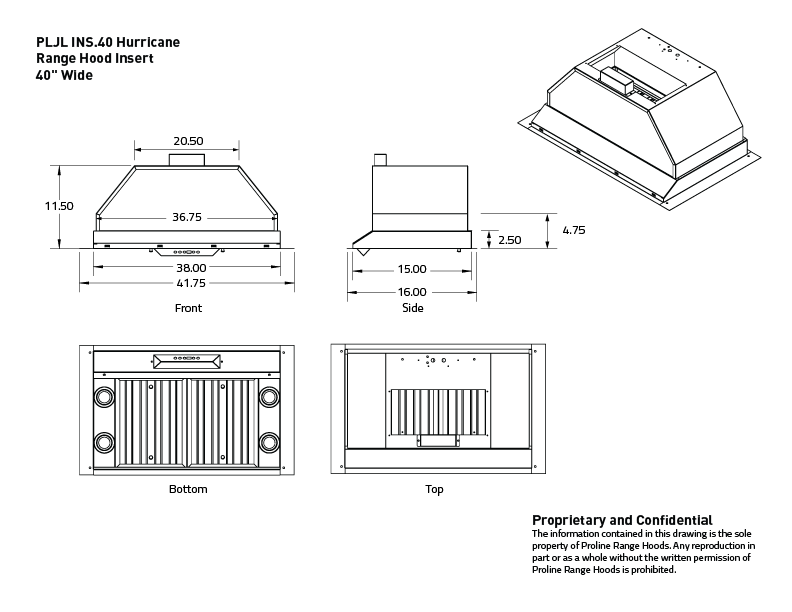 PLJL INS.40 Hurricane
Range Hood Insert
40" Wide
20.50
11.50
36.75
38.00
41.75
Front
4.75
2.50
15.00
16.00
Side
Bottom
Top
Proprietary and Confidential
The information contained in this drawing is the sole
property of Proline Range Hoods. Any reproduction in
part or as a whole without the written permission of
Proline Range Hoods is prohibited.